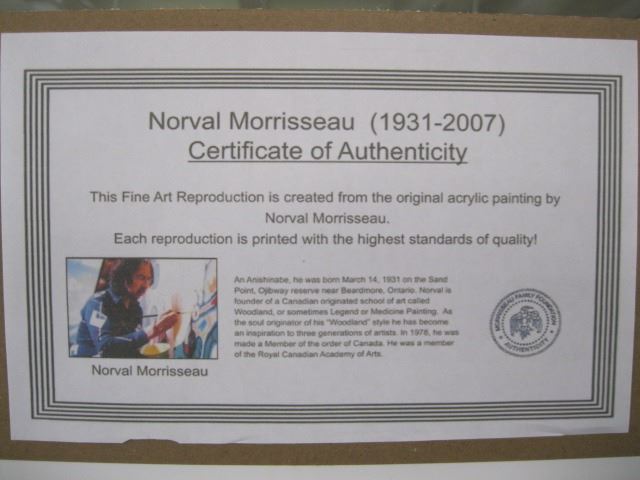 Norval Morrisseau (1931-2007)
Certificate of Authenticity
This Fine Art Reproduction is created from the original acrylic painting by
Norval Morrisseau.
Each reproduction is printed with the highest standards of quality!
An Anishinabe, he was born March 14, 1931 on the Sand
Point, Ojibway reserve near Beardmore, Ontario. Norval is
founder of a Canadian originated school of art called
Woodland, or sometimes Legend or Medicine Painting. As
the soul originator of his "Woodland" style he has become
an inspiration to three generations of artists. In 1978, he was
made a Member of the order of Canada. He was a member
of the Royal Canadian Academy of Arts.
Norval Morrisseau
MORRISSEAU FAMILY FOUNDATION
AUTHENTICITY